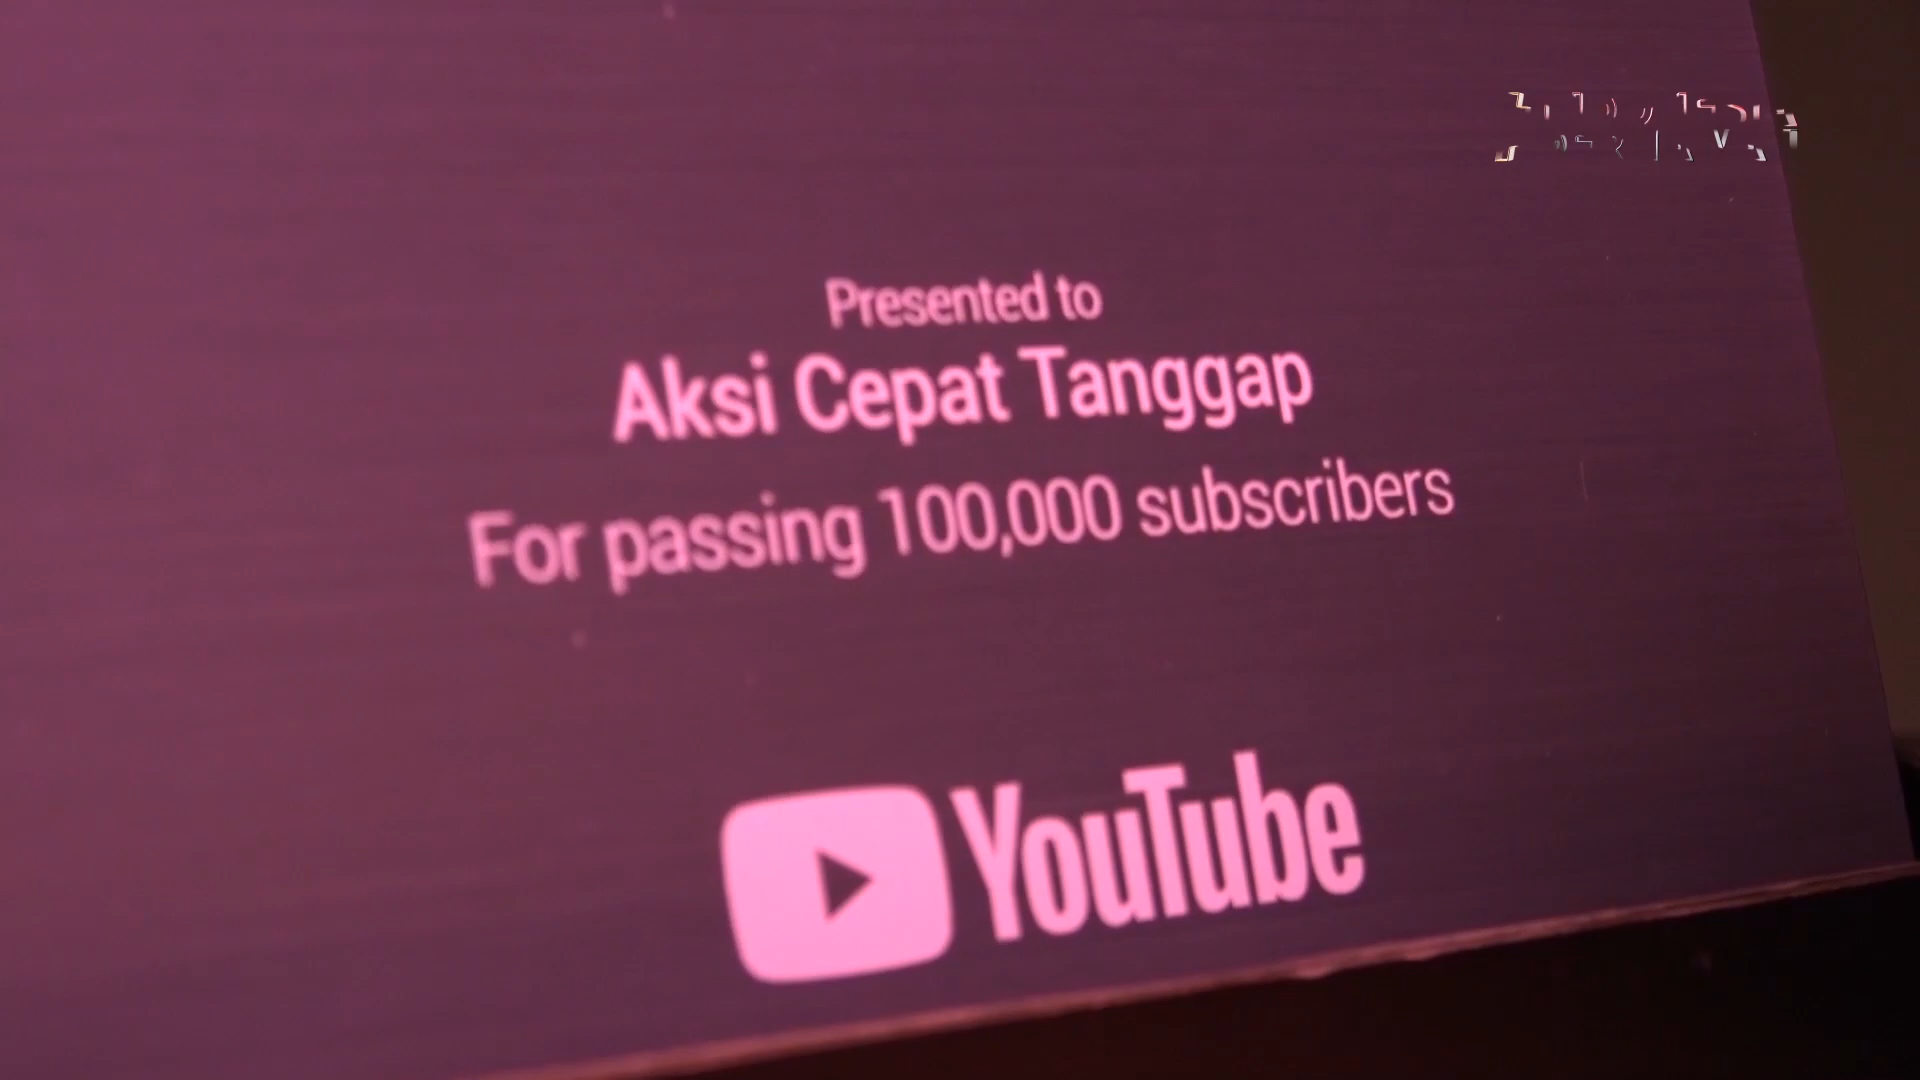 Presented to
Aksi Cepat Tanggap
For passing 100,000 subscribers
YouTube